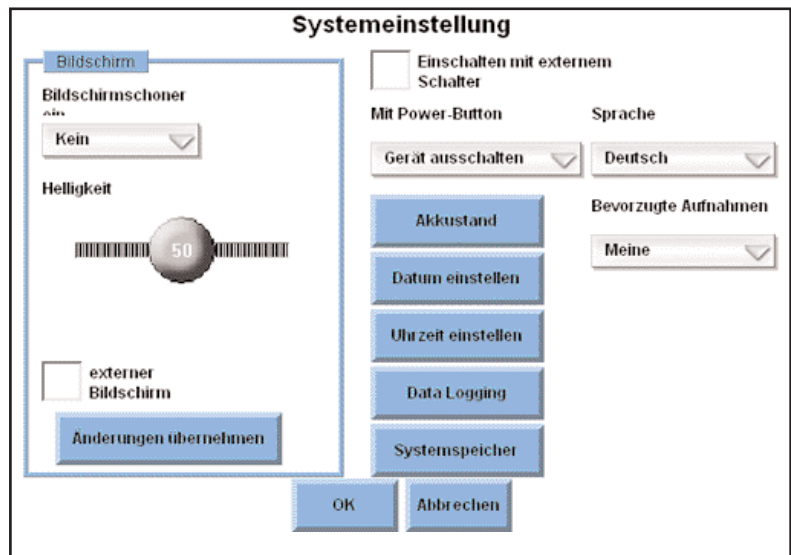 Systemeinstellung
Bildschirm
Bildschirmschoner
ein
Kein
Helligkeit
50
externer
Bildschirm
Änderungen übernehmen
Einschalten mit externem
Schalter
Mit Power-Button
Gerät ausschalten
Sprache
Deutsch
Bevorzugte Aufnahmen
Meine
Akkustand
Datum einstellen
Uhrzeit einstellen
Data Logging
Systemspeicher
OK
Abbrechen